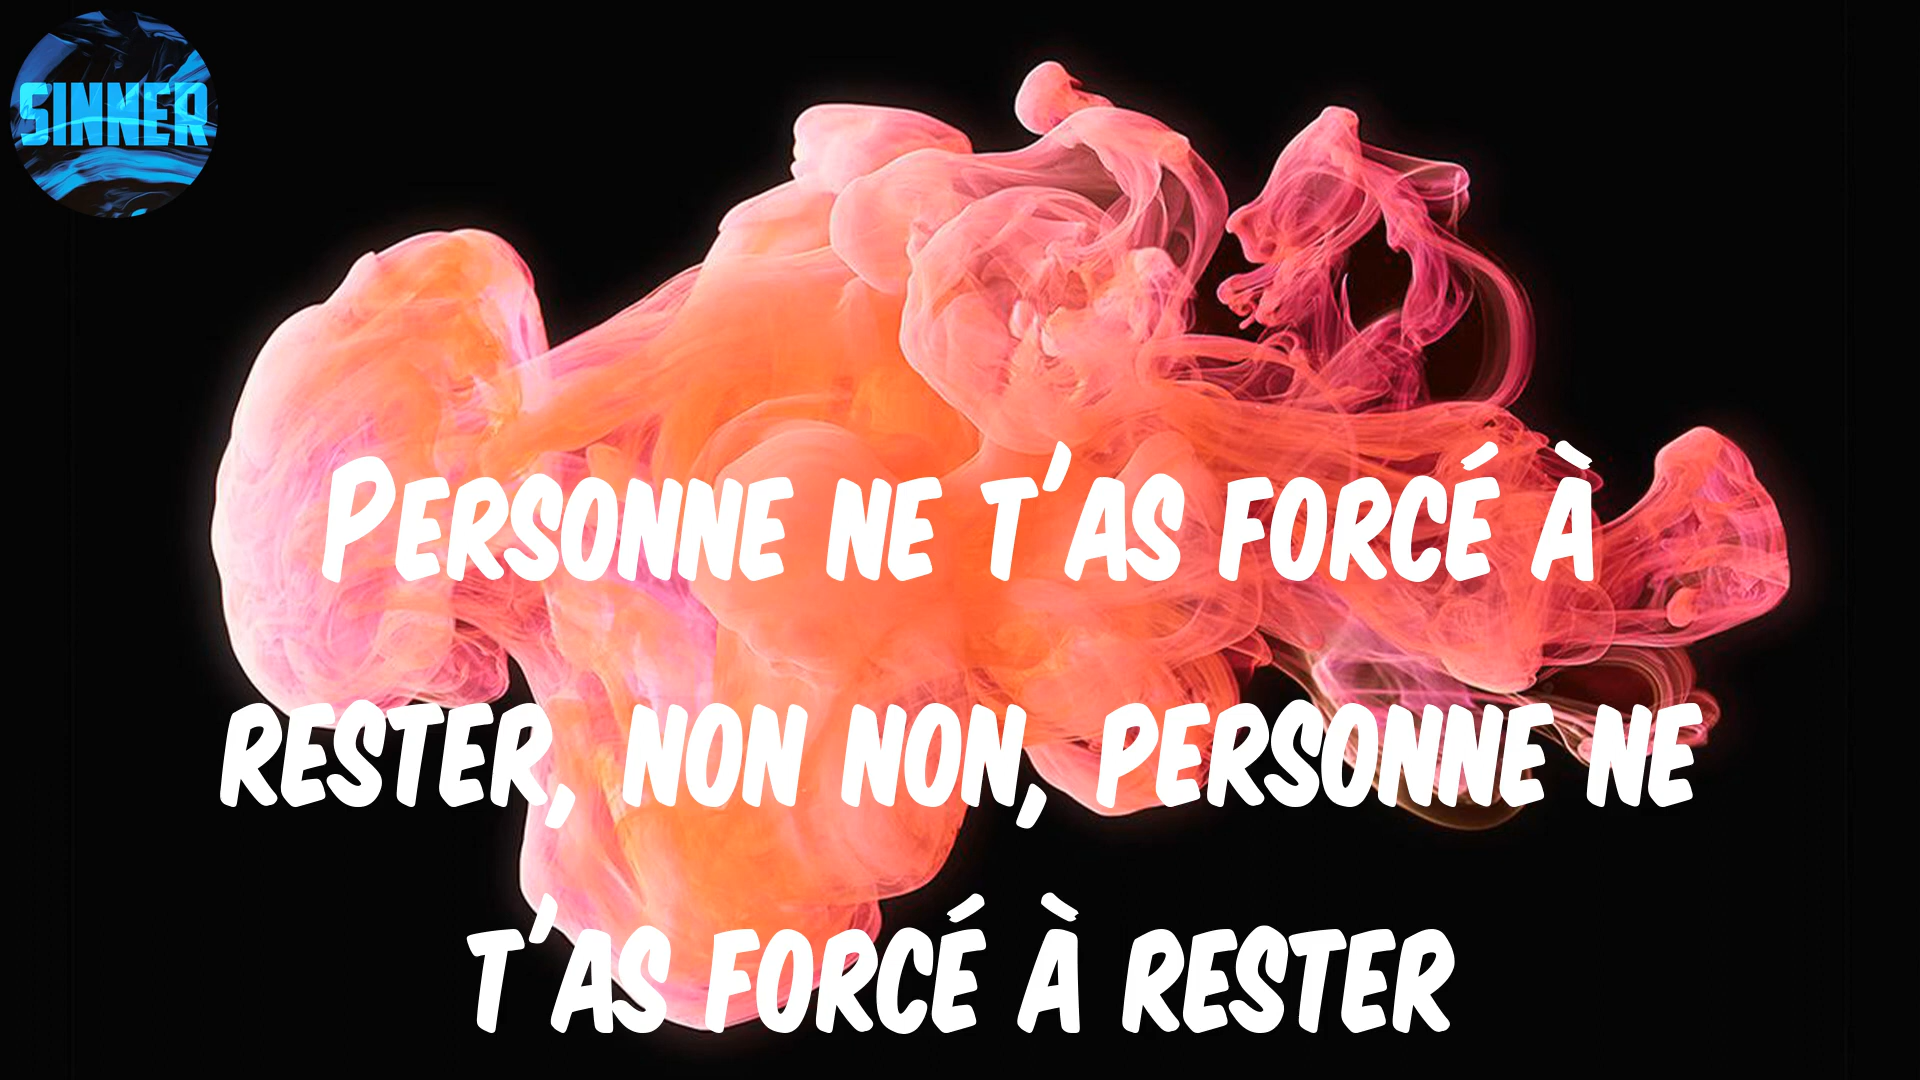 SINNER
PERSONNE NE T'AS FORCÉ À
RESTER, NON NON, PERSONNE NE
T'AS FORCÉ À RESTER